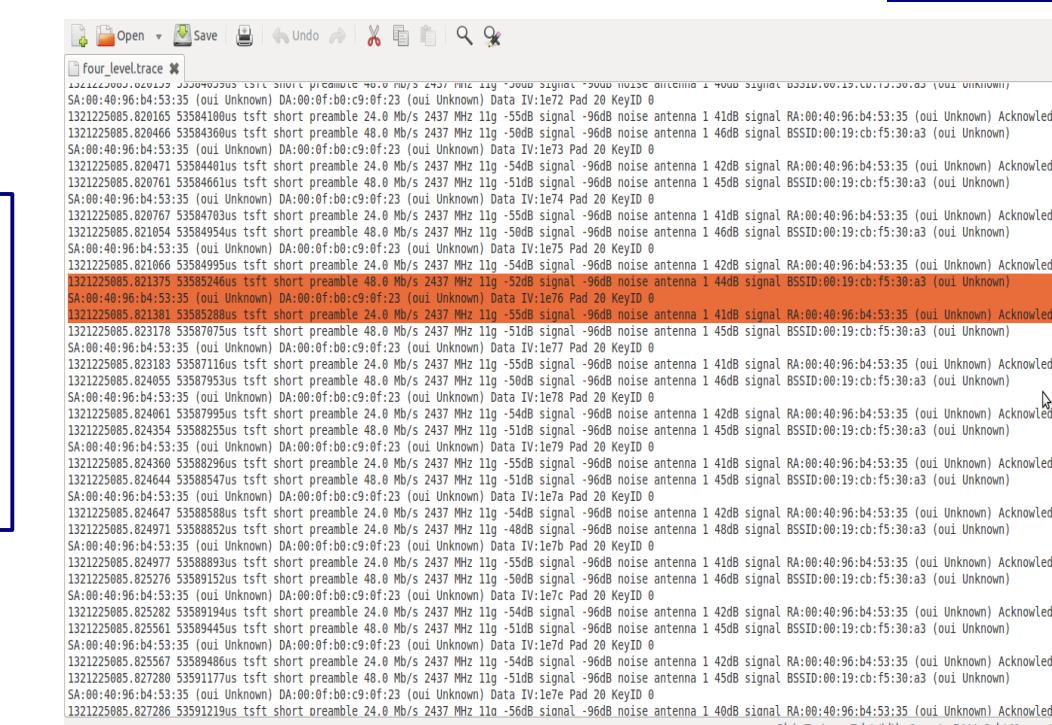 Open Save Undo
four_level.trace
1321225085.820159 53584059us tsft short preamble 48.0 Mb/s 2437 MHz 11g -50dB signal -96dB noise antenna 1 46dB signal BSSID:00:19:cb:f5:30:a3 (oui Unknown)
SA:00:40:96:b4:53:35 (oui Unknown) DA:00:0f:b0:c9:0f:23 (oui Unknown) Data IV:1e72 Pad 20 KeyID 0
1321225085.820165 53584100us tsft short preamble 24.0 Mb/s 2437 MHz 11g -55dB signal -96dB noise antenna 1 41dB signal RA:00:40:96:b4:53:35 (oui Unknown) Acknowled
1321225085.820466 53584360us tsft short preamble 48.0 Mb/s 2437 MHz 11g -50dB signal -96dB noise antenna 1 46dB signal BSSID:00:19:cb:f5:30:a3 (oui Unknown)
SA:00:40:96:b4:53:35 (oui Unknown) DA:00:0f:b0:c9:0f:23 (oui Unknown) Data IV:1e73 Pad 20 KeyID 0
1321225085.820471 53584401us tsft short preamble 24.0 Mb/s 2437 MHz 11g -54dB signal -96dB noise antenna 1 42dB signal RA:00:40:96:b4:53:35 (oui Unknown) Acknowled
1321225085.820761 53584661us tsft short preamble 48.0 Mb/s 2437 MHz 11g -51dB signal -96dB noise antenna 1 45dB signal BSSID:00:19:cb:f5:30:a3 (oui Unknown)
SA:00:40:96:b4:53:35 (oui Unknown) DA:00:0f:b0:c9:0f:23 (oui Unknown) Data IV:1e74 Pad 20 KeyID 0
1321225085.820767 53584703us tsft short preamble 24.0 Mb/s 2437 MHz 11g -55dB signal -96dB noise antenna 1 41dB signal RA:00:40:96:b4:53:35 (oui Unknown) Acknowled
1321225085.821054 53584954us tsft short preamble 48.0 Mb/s 2437 MHz 11g -50dB signal -96dB noise antenna 1 46dB signal BSSID:00:19:cb:f5:30:a3 (oui Unknown)
SA:00:40:96:b4:53:35 (oui Unknown) DA:00:0f:b0:c9:0f:23 (oui Unknown) Data IV:1e75 Pad 20 KeyID 0
1321225085.821066 53584995us tsft short preamble 24.0 Mb/s 2437 MHz 11g -54dB signal -96dB noise antenna 1 42dB signal RA:00:40:96:b4:53:35 (oui Unknown) Acknowled
1321225085.821375 53585246us tsft short preamble 48.0 Mb/s 2437 MHz 11g -52dB signal -96dB noise antenna 1 44dB signal BSSID:00:19:cb:f5:30:a3 (oui Unknown)
SA:00:40:96:b4:53:35 (oui Unknown) DA:00:0f:b0:c9:0f:23 (oui Unknown) Data IV:1e76 Pad 20 KeyID 0
1321225085.821381 53585288us tsft short preamble 24.0 Mb/s 2437 MHz 11g -55dB signal -96dB noise antenna 1 41dB signal RA:00:40:96:b4:53:35 (oui Unknown) Acknowled
1321225085.823178 53587075us tsft short preamble 48.0 Mb/s 2437 MHz 11g -51dB signal -96dB noise antenna 1 45dB signal BSSID:00:19:cb:f5:30:a3 (oui Unknown)
SA:00:40:96:b4:53:35 (oui Unknown) DA:00:0f:b0:c9:0f:23 (oui Unknown) Data IV:1e77 Pad 20 KeyID 0
1321225085.823183 53587116us tsft short preamble 24.0 Mb/s 2437 MHz 11g -55dB signal -96dB noise antenna 1 41dB signal RA:00:40:96:b4:53:35 (oui Unknown) Acknowled
1321225085.824055 53587953us tsft short preamble 48.0 Mb/s 2437 MHz 11g -50dB signal -96dB noise antenna 1 46dB signal BSSID:00:19:cb:f5:30:a3 (oui Unknown)
SA:00:40:96:b4:53:35 (oui Unknown) DA:00:0f:b0:c9:0f:23 (oui Unknown) Data IV:1e78 Pad 20 KeyID 0
1321225085.824061 53587995us tsft short preamble 24.0 Mb/s 2437 MHz 11g -54dB signal -96dB noise antenna 1 42dB signal RA:00:40:96:b4:53:35 (oui Unknown) Acknowled
1321225085.824354 53588255us tsft short preamble 48.0 Mb/s 2437 MHz 11g -51dB signal -96dB noise antenna 1 45dB signal BSSID:00:19:cb:f5:30:a3 (oui Unknown)
SA:00:40:96:b4:53:35 (oui Unknown) DA:00:0f:b0:c9:0f:23 (oui Unknown) Data IV:1e79 Pad 20 KeyID 0
1321225085.824360 53588296us tsft short preamble 24.0 Mb/s 2437 MHz 11g -55dB signal -96dB noise antenna 1 41dB signal RA:00:40:96:b4:53:35 (oui Unknown) Acknowled
1321225085.824644 53588547us tsft short preamble 48.0 Mb/s 2437 MHz 11g -51dB signal -96dB noise antenna 1 45dB signal BSSID:00:19:cb:f5:30:a3 (oui Unknown)
SA:00:40:96:b4:53:35 (oui Unknown) DA:00:0f:b0:c9:0f:23 (oui Unknown) Data IV:1e7a Pad 20 KeyID 0
1321225085.824647 53588588us tsft short preamble 24.0 Mb/s 2437 MHz 11g -54dB signal -96dB noise antenna 1 42dB signal RA:00:40:96:b4:53:35 (oui Unknown) Acknowled
1321225085.824971 53588852us tsft short preamble 48.0 Mb/s 2437 MHz 11g -48dB signal -96dB noise antenna 1 48dB signal BSSID:00:19:cb:f5:30:a3 (oui Unknown)
SA:00:40:96:b4:53:35 (oui Unknown) DA:00:0f:b0:c9:0f:23 (oui Unknown) Data IV:1e7b Pad 20 KeyID 0
1321225085.824977 53588893us tsft short preamble 24.0 Mb/s 2437 MHz 11g -55dB signal -96dB noise antenna 1 41dB signal RA:00:40:96:b4:53:35 (oui Unknown) Acknowled
1321225085.825276 53589152us tsft short preamble 48.0 Mb/s 2437 MHz 11g -50dB signal -96dB noise antenna 1 46dB signal BSSID:00:19:cb:f5:30:a3 (oui Unknown)
SA:00:40:96:b4:53:35 (oui Unknown) DA:00:0f:b0:c9:0f:23 (oui Unknown) Data IV:1e7c Pad 20 KeyID 0
1321225085.825282 53589194us tsft short preamble 24.0 Mb/s 2437 MHz 11g -54dB signal -96dB noise antenna 1 42dB signal RA:00:40:96:b4:53:35 (oui Unknown) Acknowled
1321225085.825561 53589445us tsft short preamble 48.0 Mb/s 2437 MHz 11g -51dB signal -96dB noise antenna 1 45dB signal BSSID:00:19:cb:f5:30:a3 (oui Unknown)
SA:00:40:96:b4:53:35 (oui Unknown) DA:00:0f:b0:c9:0f:23 (oui Unknown) Data IV:1e7d Pad 20 KeyID 0
1321225085.825567 53589486us tsft short preamble 24.0 Mb/s 2437 MHz 11g -54dB signal -96dB noise antenna 1 42dB signal RA:00:40:96:b4:53:35 (oui Unknown) Acknowled
1321225085.827280 53591177us tsft short preamble 48.0 Mb/s 2437 MHz 11g -51dB signal -96dB noise antenna 1 45dB signal BSSID:00:19:cb:f5:30:a3 (oui Unknown)
SA:00:40:96:b4:53:35 (oui Unknown) DA:00:0f:b0:c9:0f:23 (oui Unknown) Data IV:1e7e Pad 20 KeyID 0
1321225085.827286 53591219us tsft short preamble 24.0 Mb/s 2437 MHz 11g -56dB signal -96dB noise antenna 1 40dB signal RA:00:40:96:b4:53:35 (oui Unknown) Acknowled